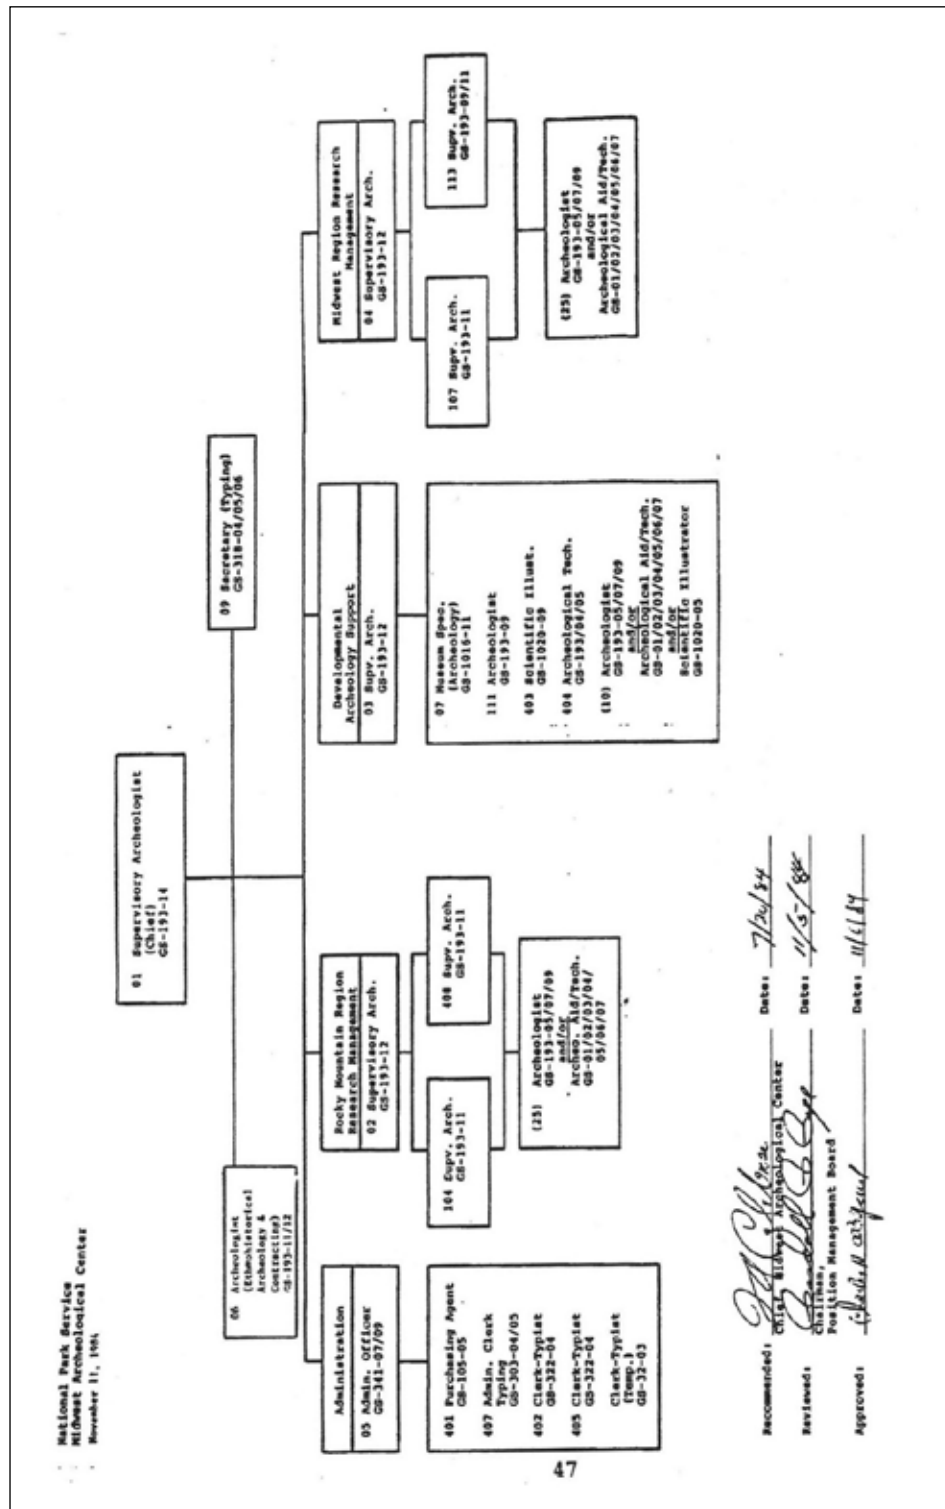 National Park Service
Midwest Archeological Center
November 11, 1984
01 Supervisory Archeologist
(Chief)
GS-193-14
06 Archeologist
(Ethnohistorical
Archeology &
Contracting)
GS-193-11/12
09 Secretary (Typing)
GS-318-04/05/06
Administration
05 Admin. Officer
GS-341-07/09
401 Purchasing Agent
GS-105-05
407 Admin. Clerk
Typing
GS-303-04/05
402 Clerk-Typist
GS-322-04
405 Clerk-Typist
GS-322-04
Clerk-Typist
(Temp.)
GS-32-03
Rocky Mountain Region
Research Management
02 Supervisory Arch.
GS-193-12
104 Supv. Arch.
GS-193-11
408 Supv. Arch.
GS-193-11
(25) Archeologist
GS-193-05/07/09
and/or
Archeo. Aid/Tech.
GS-01/02/03/04/
05/06/07
Developmental
Archeology Support
03 Supv. Arch.
GS-193-12
07 Museum Spec.
(Archeology)
GS-1016-11
111 Archeologist
GS-193-09
403 Scientific Illust.
GS-1020-09
404 Archeological Tech.
GS-193/04/05
(10) Archeologist
GS-193-05/07/09
and/or
Archeological Aid/Tech.
GS-01/02/03/04/05/06/07
and/or
Scientific Illustrator
GS-1020-05
Midwest Region Research
Management
04 Supervisory Arch.
GS-193-12
107 Supv. Arch.
GS-193-11
113 Supv. Arch.
GS-193-09/11
(25) Archeologist
GS-193-05/07/09
and/or
Archeological Aid/Tech.
GS-01/02/03/04/05/06/07
Recommended: Date: 7/20/84
Chief Midwest Archeological Center
Reviewed: Date: 11/5/84
Chairman,
Position Management Board
Approved: Date: 11/6/84
47